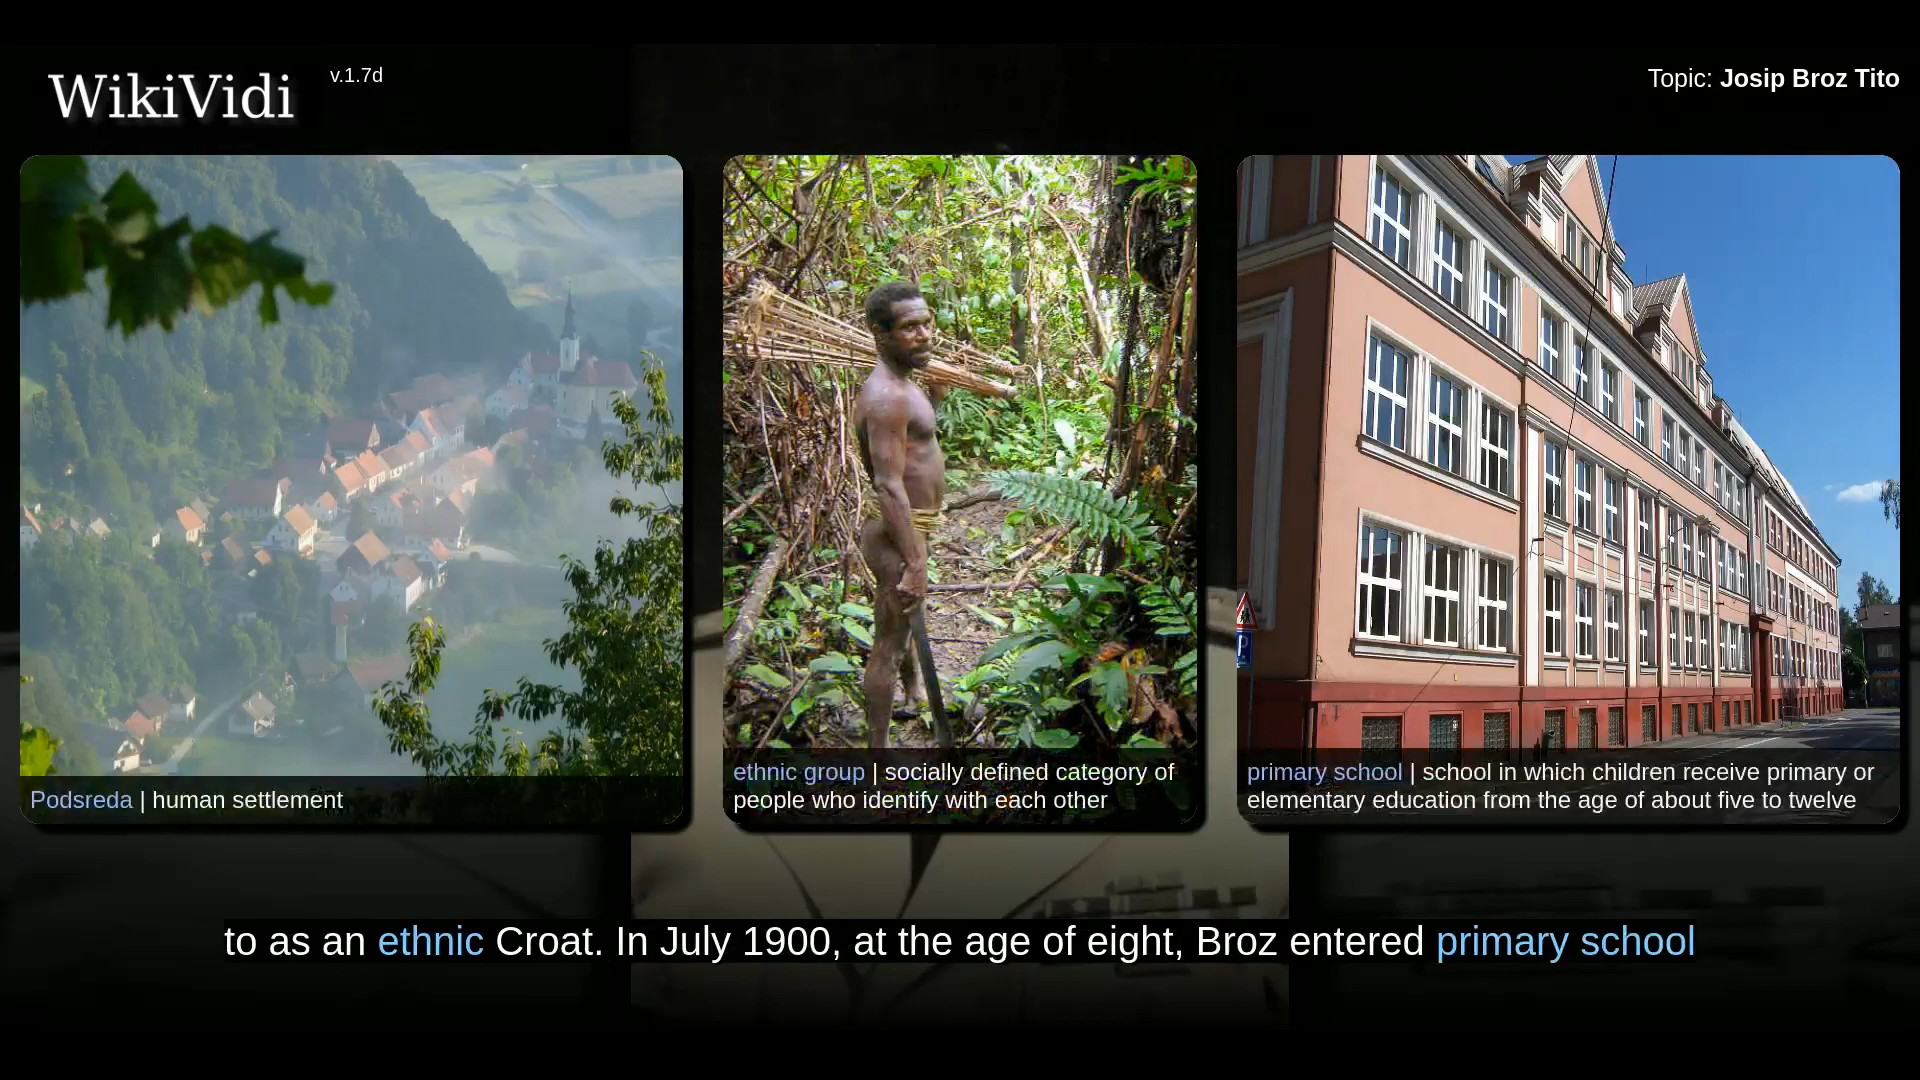 WikiVidi
v.1.7d
Topic: Josip Broz Tito
Podsreda | human settlement
ethnic group | socially defined category of
people who identify with each other
primary school | school in which children receive primary or
elementary education from the age of about five to twelve
to as an ethnic Croat. In July 1900, at the age of eight, Broz entered primary school